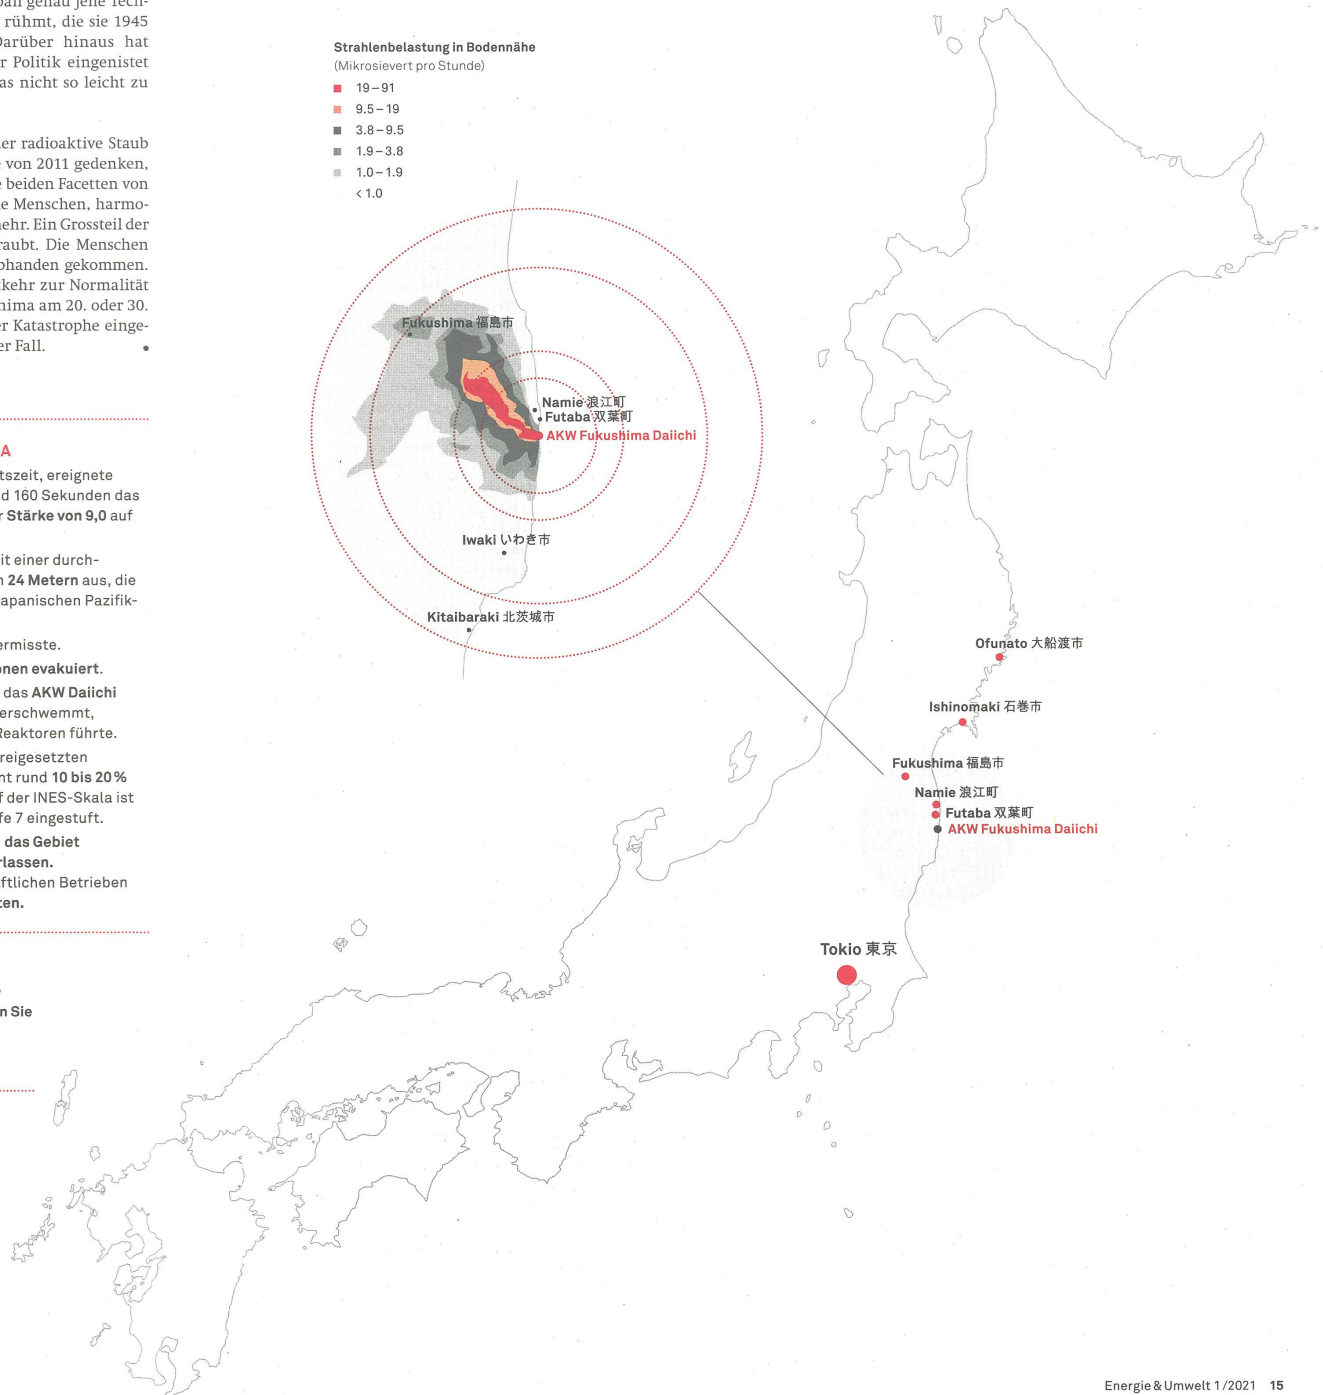 rühmt, die sie 1945
Darüber hinaus hat
Politik eingenistet
as nicht so leicht zu
er radioaktive Staub
von 2011 gedenken,
beiden Facetten von
e Menschen, harmo-
mehr. Ein Grossteil der
raubt. Die Menschen
bhanden gekommen.
kehr zur Normalität
hima am 20. oder 30.
er Katastrophe einge-
er Fall.
A
tszeit, ereignete
d 160 Sekunden das
r Stärke von 9,0 auf
it einer durch-
n 24 Metern aus, die
apanischen Pazifik-
ermisste.
onen evakuiert.
das AKW Daiichi
erschwemmt,
Reaktoren führte.
reigesetzten
nt rund 10 bis 20 %
f der INES-Skala ist
fe 7 eingestuft.
das Gebiet
rlassen.
ftlichen Betrieben
ten.
n Sie
Strahlenbelastung in Bodennähe
(Mikrosievert pro Stunde)
19–91
9.5–19
3.8–9.5
1.9–3.8
1.0–1.9
< 1.0
Fukushima 福島市
Namie 浪江町
Futaba 双葉町
AKW Fukushima Daiichi
Iwaki いわき市
Kitaibaraki 北茨城市
Ofunato 大船渡市
Ishinomaki 石巻市
Fukushima 福島市
Namie 浪江町
Futaba 双葉町
AKW Fukushima Daiichi
Tokio 東京
Energie & Umwelt 1/2021 15